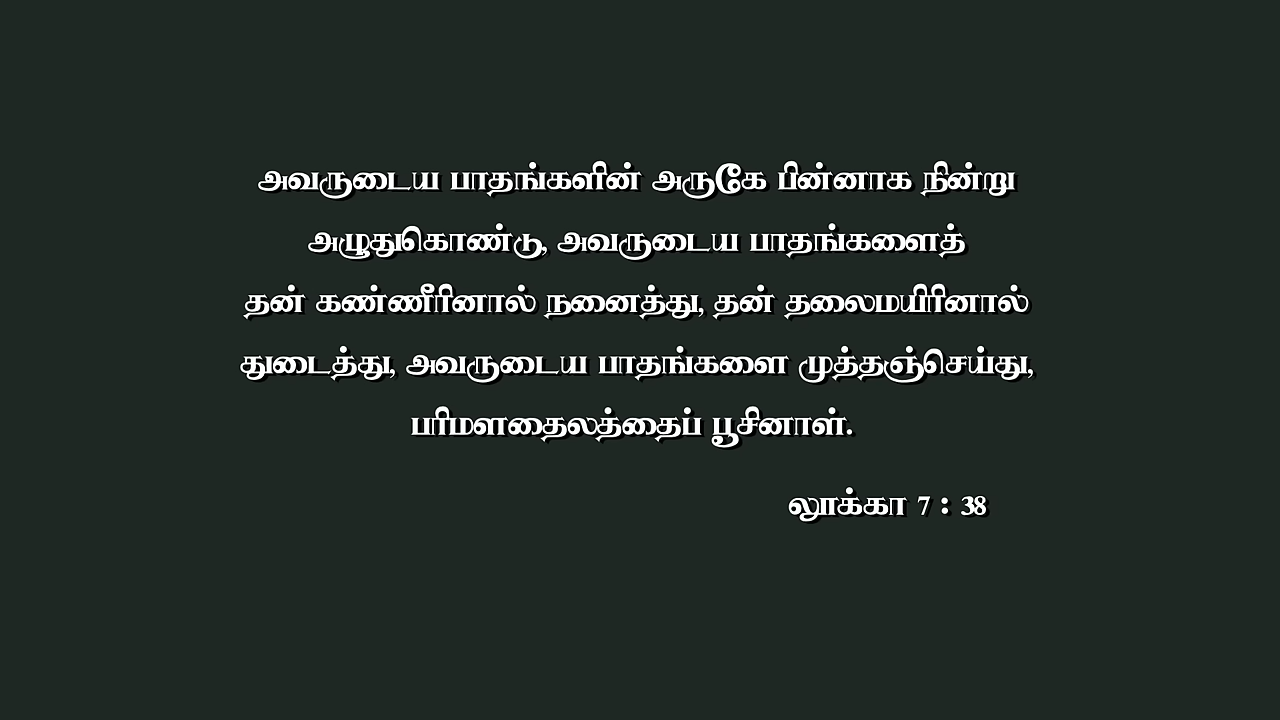 அவருடைய பாதங்களின் அருகே பின்னாக நின்று
அழுதுகொண்டு, அவருடைய பாதங்களைத்
தன் கண்ணீரினால் நனைத்து, தன் தலைமயிரினால்
துடைத்து, அவருடைய பாதங்களை முத்தஞ்செய்து,
பரிமளதைலத்தைப் பூசினாள்.
லூக்கா 7 : 38